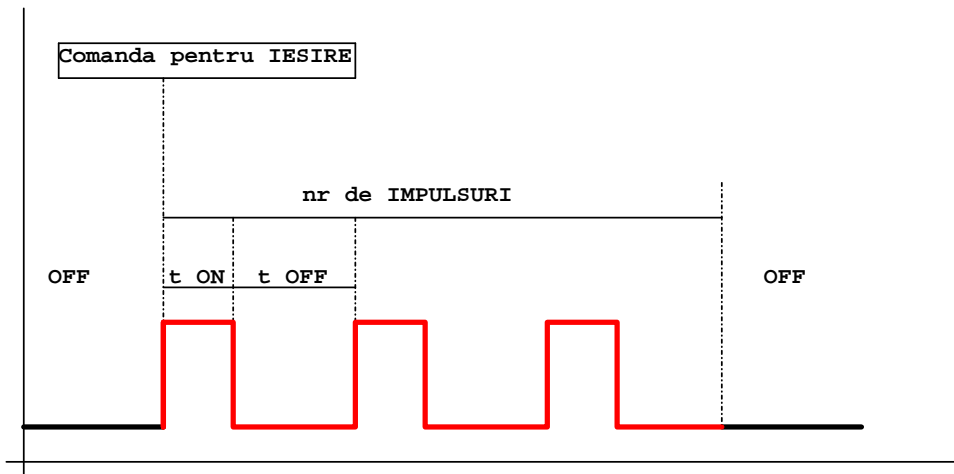 Comanda pentru IESIRE
nr de IMPULSURI
OFF
t ON
t OFF
OFF